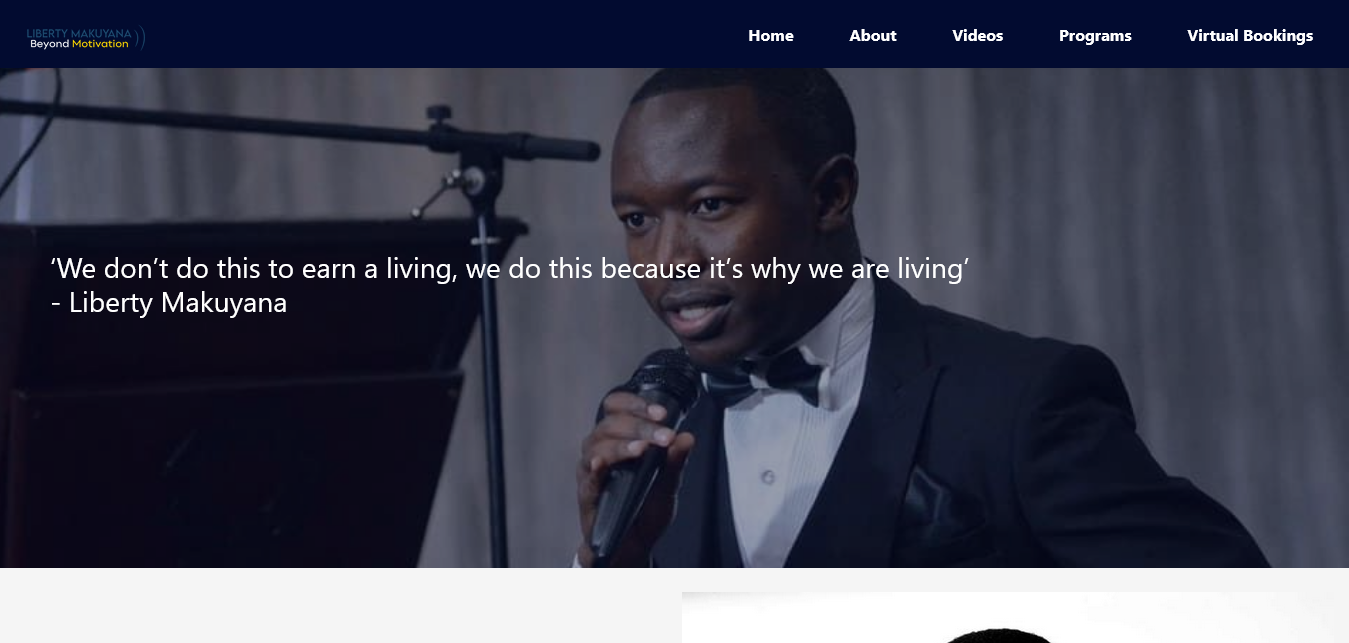 LIBERTY MAKUYANA
Beyond Motivation
Home About Videos Programs Virtual Bookings
‘We don’t do this to earn a living, we do this because it’s why we are living’
- Liberty Makuyana